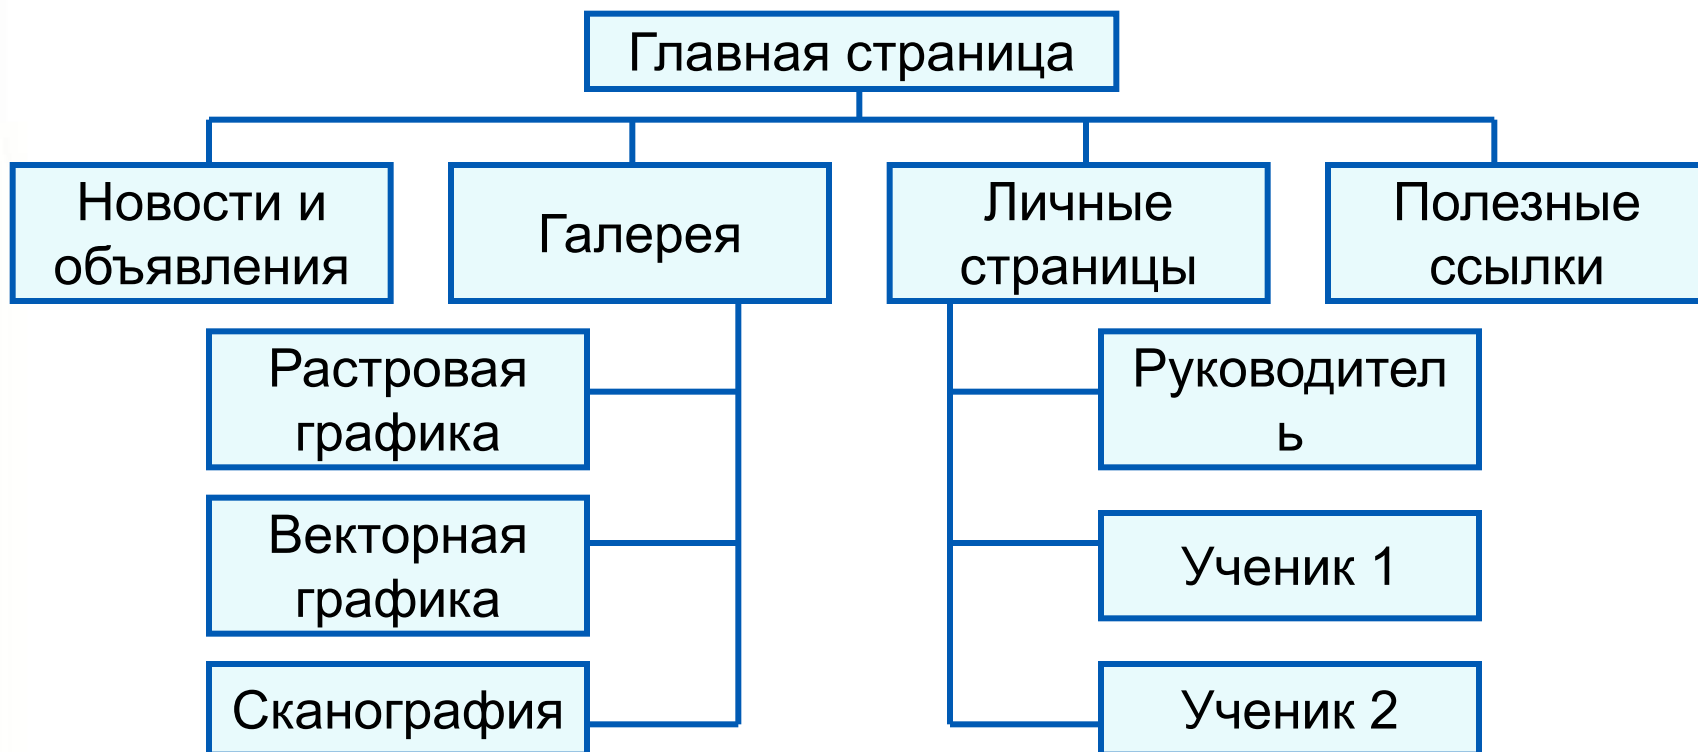 Главная страница
Новости и
объявления
Галерея
Личные
страницы
Полезные
ссылки
Растровая
графика
Векторная
графика
Сканография
Руководител
ь
Ученик 1
Ученик 2